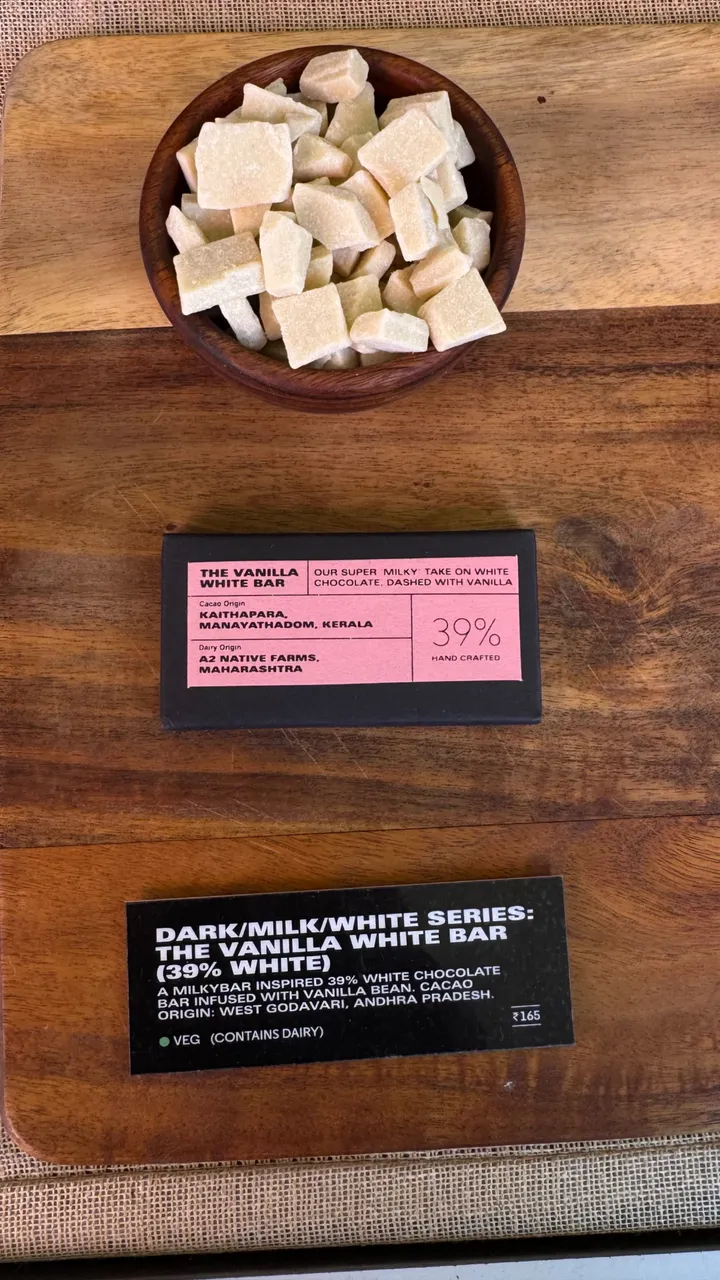 THE VANILLA
WHITE BAR
OUR SUPER 'MILKY' TAKE ON WHITE
CHOCOLATE, DASHED WITH VANILLA
Cacao Origin
KAITHAPARA,
MANAYATHADOM, KERALA
Dairy Origin
A2 NATIVE FARMS,
MAHARASHTRA
39%
HAND CRAFTED
DARK/MILK/WHITE SERIES:
THE VANILLA WHITE BAR
(39% WHITE)
A MILKYBAR INSPIRED 39% WHITE CHOCOLATE
BAR INFUSED WITH VANILLA BEAN. CACAO
ORIGIN: WEST GODAVARI, ANDHRA PRADESH.
₹165
VEG (CONTAINS DAIRY)